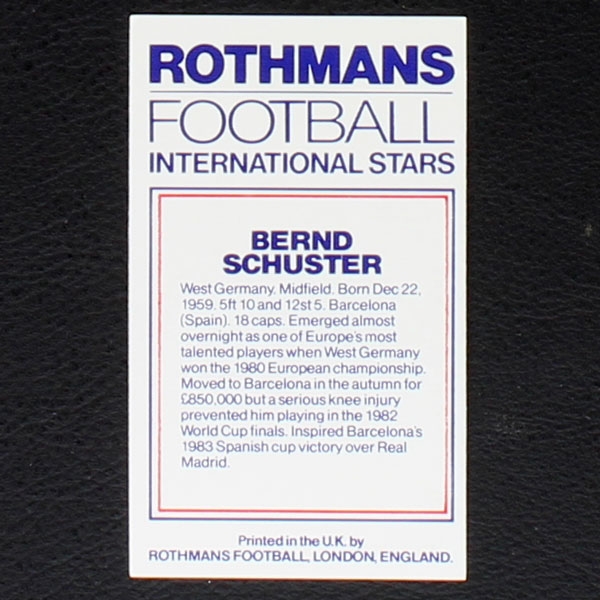 ROTHMANS
FOOTBALL
INTERNATIONAL STARS
BERND
SCHUSTER
West Germany. Midfield. Born Dec 22,
1959. 5ft 10 and 12st 5. Barcelona
(Spain). 18 caps. Emerged almost
overnight as one of Europe's most
talented players when West Germany
won the 1980 European championship.
Moved to Barcelona in the autumn for
£850,000 but a serious knee injury
prevented him playing in the 1982
World Cup finals. Inspired Barcelona's
1983 Spanish cup victory over Real
Madrid.
Printed in the U.K. by
ROTHMANS FOOTBALL, LONDON, ENGLAND.